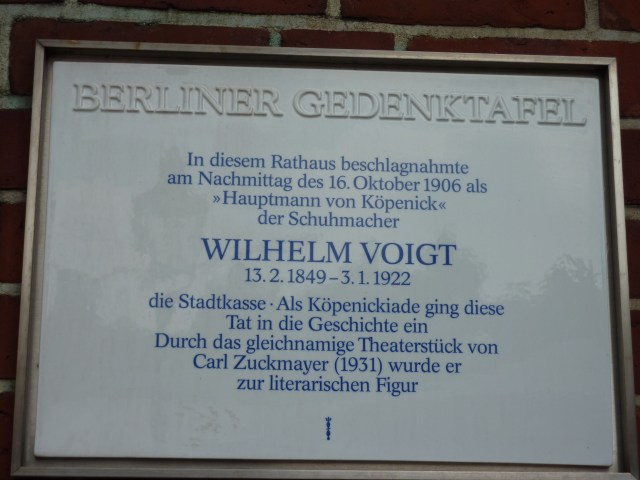 BERLINER GEDENKTAFEL
In diesem Rathaus beschlagnahmte
am Nachmittag des 16. Oktober 1906 als
»Hauptmann von Köpenick«
der Schuhmacher
WILHELM VOIGT
13. 2. 1849 – 3. 1. 1922
die Stadtkasse · Als Köpenickiade ging diese
Tat in die Geschichte ein
Durch das gleichnamige Theaterstück von
Carl Zuckmayer (1931) wurde er
zur literarischen Figur